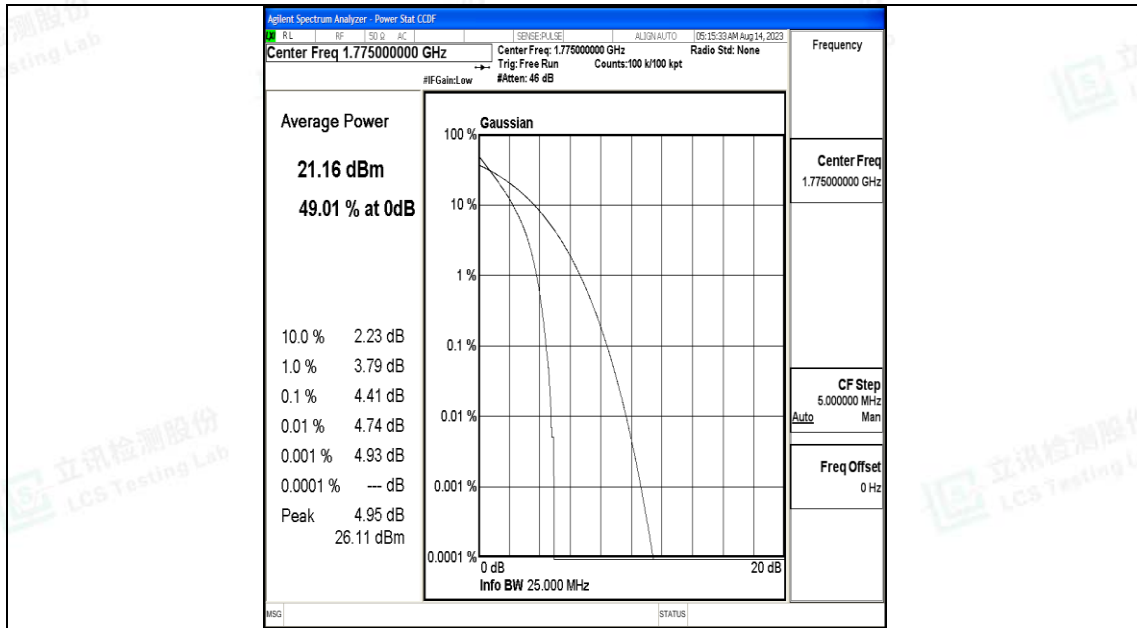 Agilent Spectrum Analyzer - Power Stat CCDF
RL RF 50 Ω AC SENSE:PULSE ALIGNAUTO 05:15:33 AM Aug 14, 2023
Center Freq 1.775000000 GHz
Center Freq: 1.775000000 GHz Radio Std: None
Trig: Free Run Counts:100 k/100 kpt
#IFGain:Low #Atten: 46 dB
Frequency
Average Power
21.16 dBm
49.01 % at 0dB
10.0 % 2.23 dB
1.0 % 3.79 dB
0.1 % 4.41 dB
0.01 % 4.74 dB
0.001 % 4.93 dB
0.0001 % --- dB
Peak 4.95 dB
26.11 dBm
Gaussian
100 %
10 %
1 %
0.1 %
0.01 %
0.001 %
0.0001 %
0 dB 20 dB
Info BW 25.000 MHz
Center Freq
1.775000000 GHz
CF Step
5.000000 MHz
Auto Man
Freq Offset
0 Hz
MSG STATUS
立讯检测股份
LCS Testing Lab
立讯检测股份
LCS Testing L